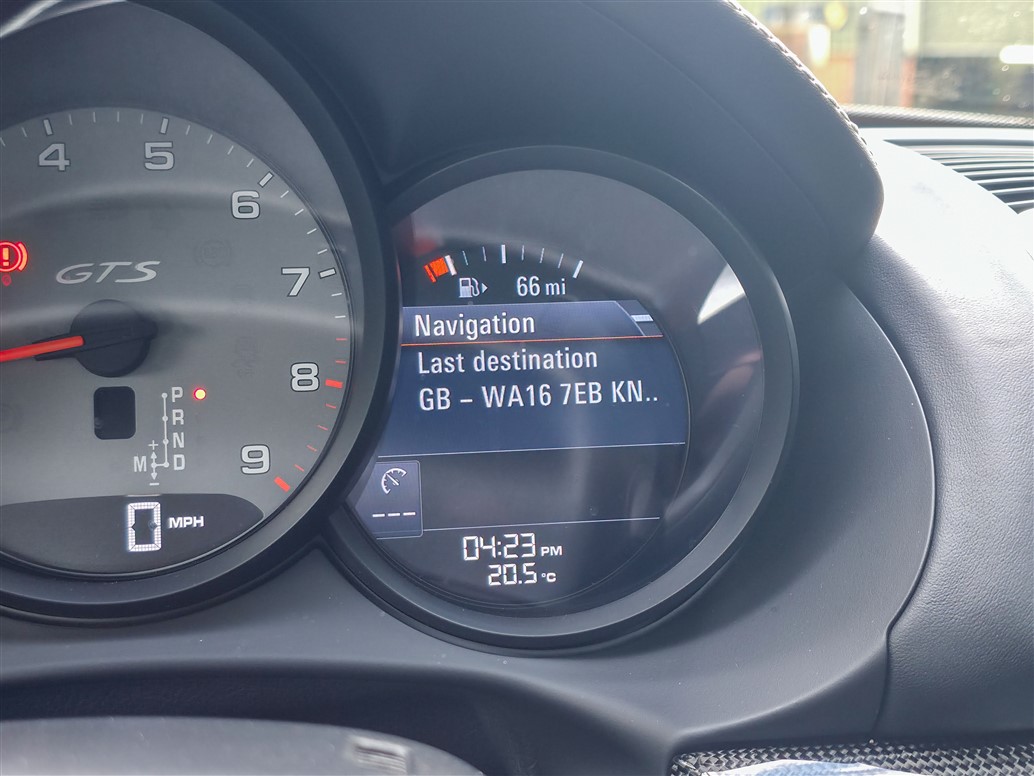 4
5
6
7
8
9
GTS
P
R
N
D
M
+
-
0 MPH
66 mi
Navigation
Last destination
GB – WA16 7EB KN..
---
04:23 PM
20.5 °C